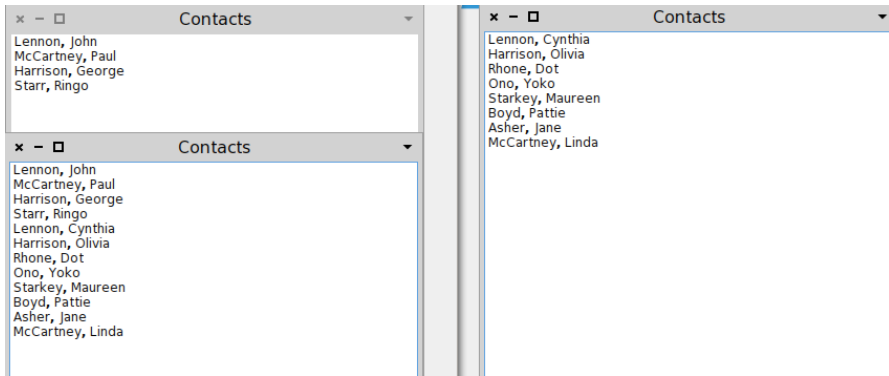 Contacts
Lennon, John
McCartney, Paul
Harrison, George
Starr, Ringo
Contacts
Lennon, John
McCartney, Paul
Harrison, George
Starr, Ringo
Lennon, Cynthia
Harrison, Olivia
Rhone, Dot
Ono, Yoko
Starkey, Maureen
Boyd, Pattie
Asher, Jane
McCartney, Linda
Contacts
Lennon, Cynthia
Harrison, Olivia
Rhone, Dot
Ono, Yoko
Starkey, Maureen
Boyd, Pattie
Asher, Jane
McCartney, Linda